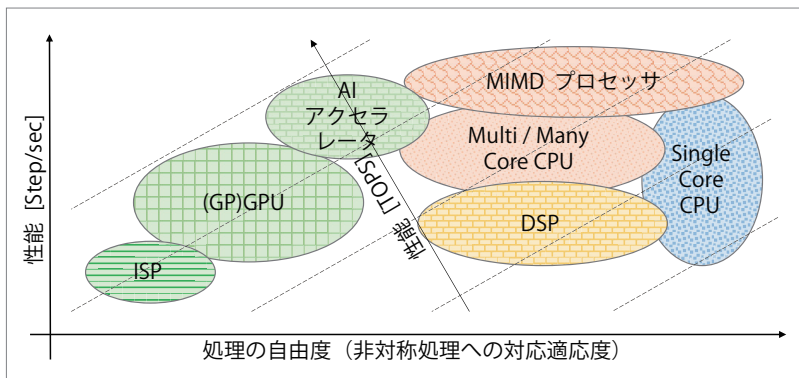 性能 [Step/sec]
AI
アクセラ
レータ
MIMD プロセッサ
Multi / Many
Core CPU
Single
Core
CPU
(GP)GPU
性能 [TOPS]
DSP
ISP
処理の自由度（非対称処理への対応適応度）